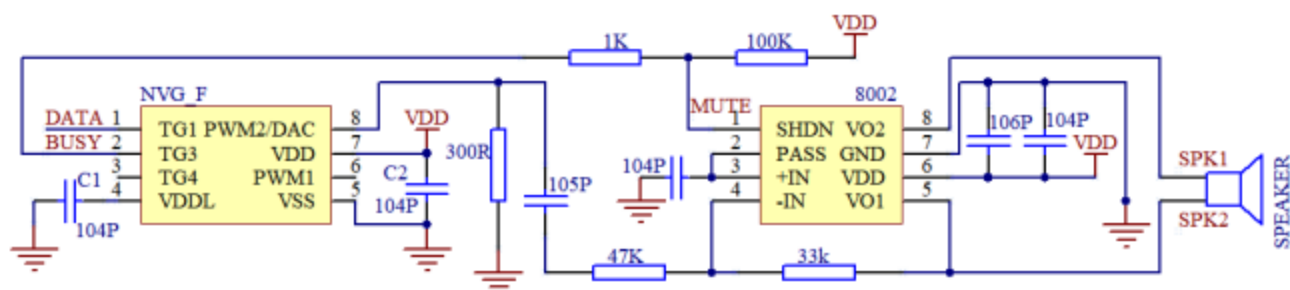 VDD
1K
100K
NVG_F
MUTE
8002
DATA 1 TG1 PWM2/DAC 8
BUSY 2 TG3 VDD 7
3 TG4 PWM1 6
4 VDDL VSS 5
C1
104P
VDD
C2
104P
300R
105P
104P
1 SHDN VO2 8
2 PASS GND 7
3 +IN VDD 6
4 -IN VO1 5
106P
104P
VDD
SPK1
SPK2
SPEAKER
47K
33k